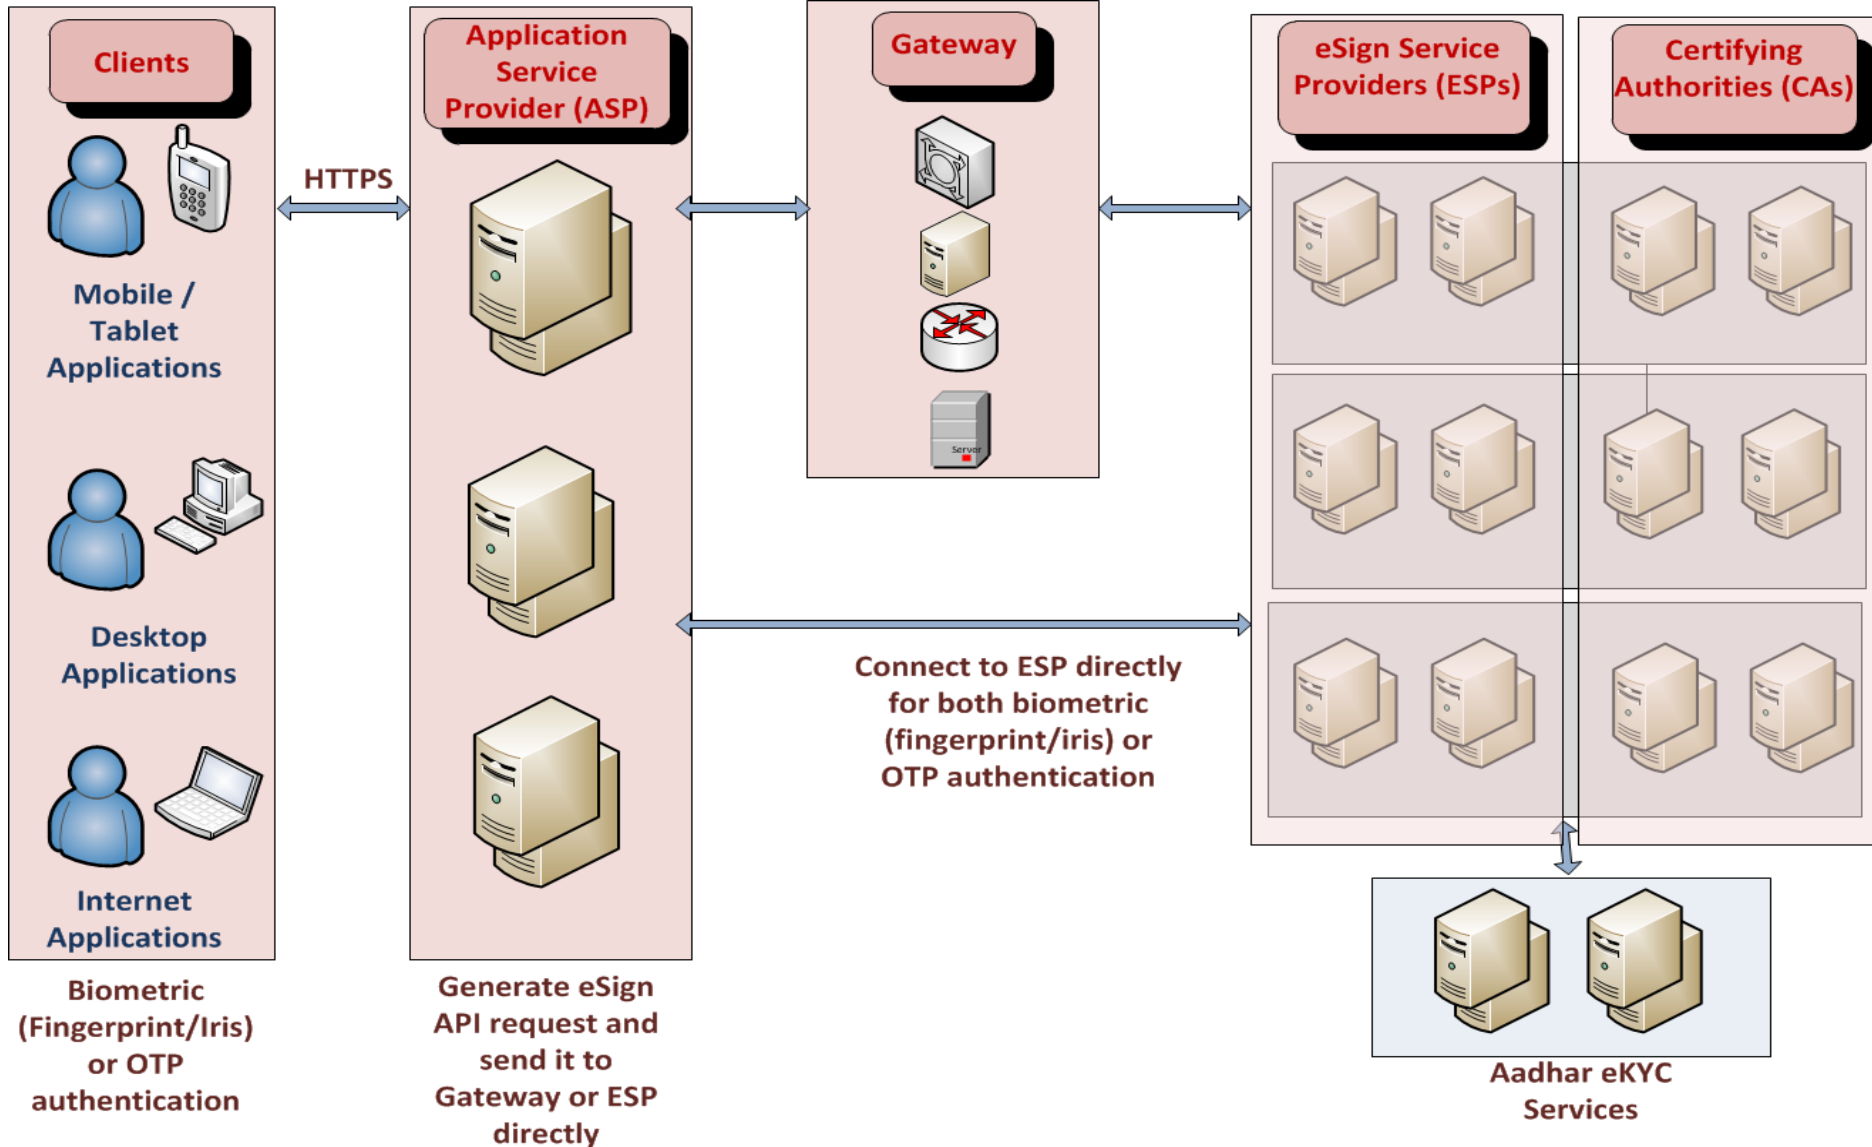 Clients
Application
Service
Provider (ASP)
Gateway
eSign Service
Providers (ESPs)
Certifying
Authorities (CAs)
HTTPS
Mobile /
Tablet
Applications
Server
Desktop
Applications
Connect to ESP directly
for both biometric
(fingerprint/iris) or
OTP authentication
Internet
Applications
Biometric
(Fingerprint/Iris)
or OTP
authentication
Generate eSign
API request and
send it to
Gateway or ESP
directly
Aadhar eKYC
Services